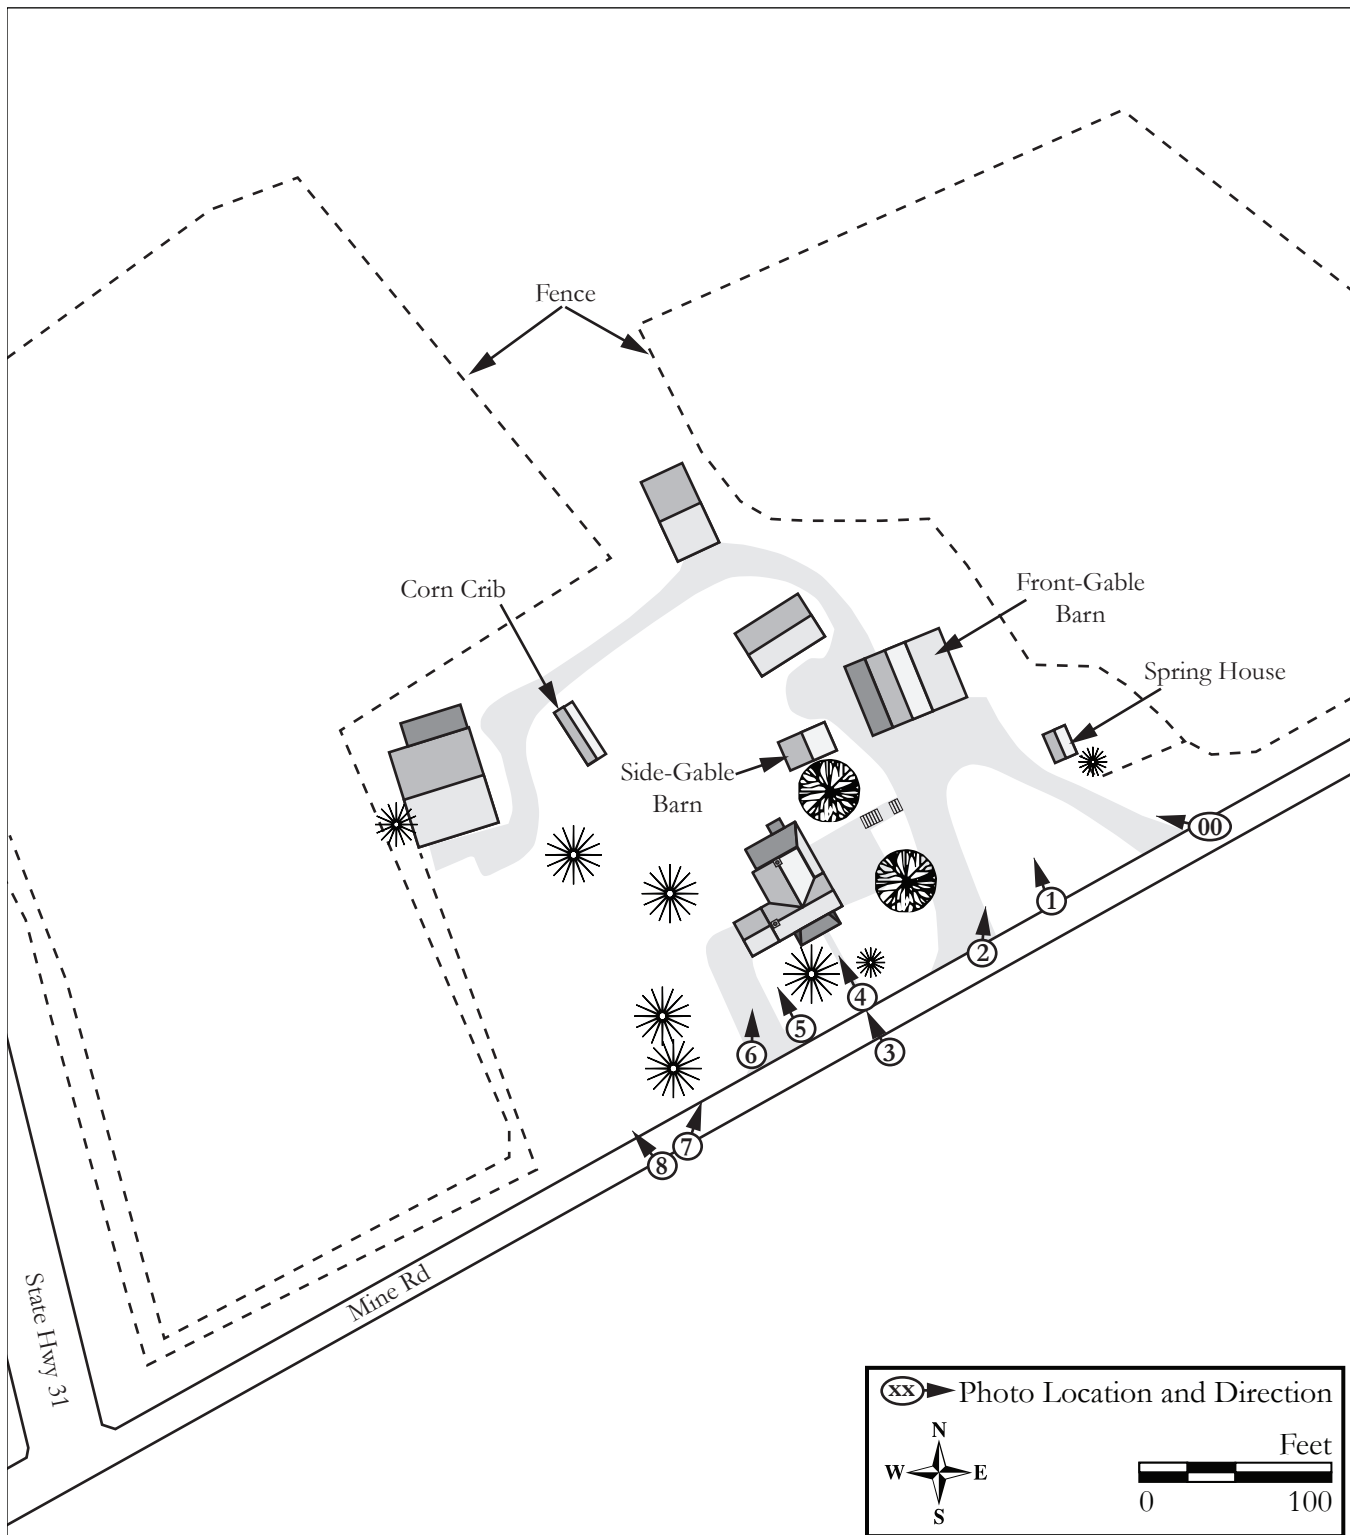 Fence
Corn Crib
Front-Gable
Barn
Spring House
Side-Gable
Barn
00
1
2
4
5
3
6
7
8
Mine Rd
State Hwy 31
xx Photo Location and Direction
N
W E
S
Feet
0 100